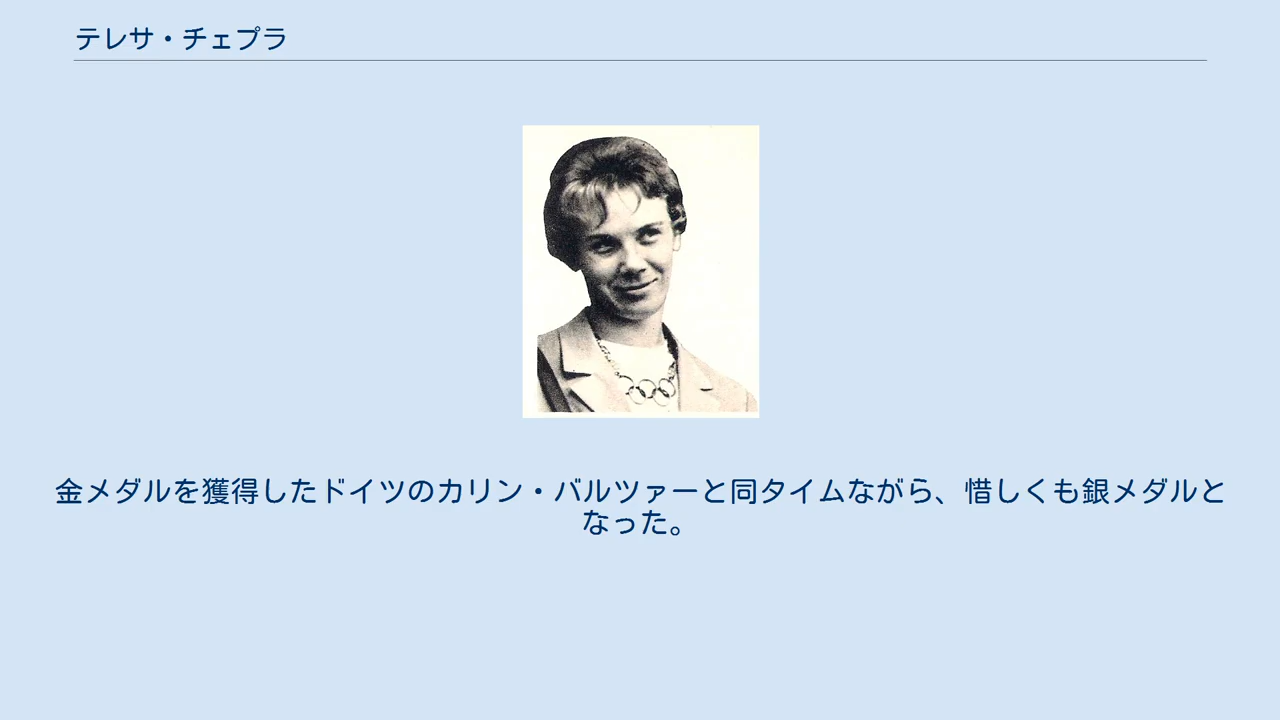 テレサ・チェプラ
金メダルを獲得したドイツのカリン・バルツァーと同タイムながら、惜しくも銀メダルと
なった。